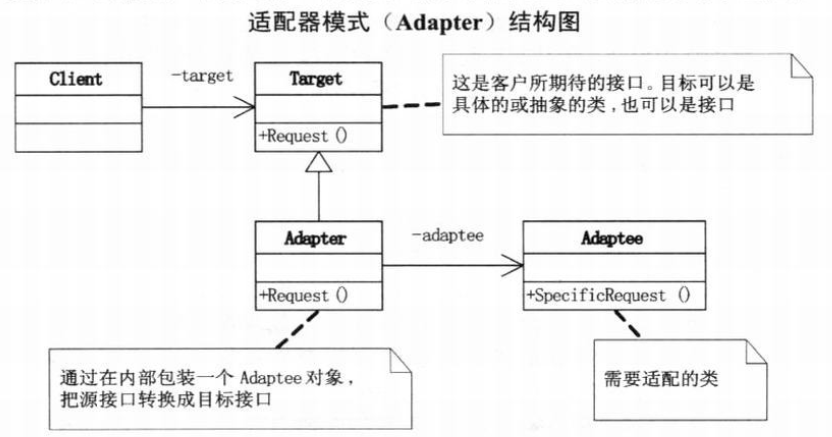 适配器模式（Adapter）结构图
Client
-target
Target
+Request()
这是客户所期待的接口。目标可以是
具体的或抽象的类，也可以是接口
Adapter
+Request()
-adaptee
Adaptee
+SpecificRequest ()
通过在内部包装一个 Adaptee 对象，
把源接口转换成目标接口
需要适配的类